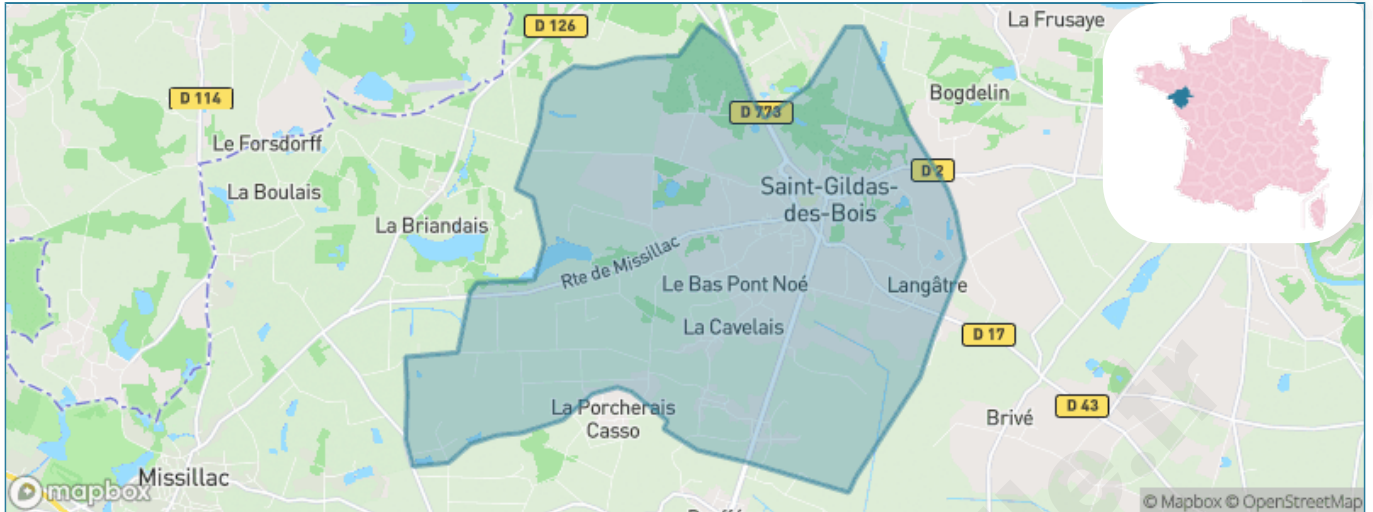 La Frusaye
D 126
D 114
Bogdelin
D 773
Le Forsdorff
D 2
La Boulais
Saint-Gildas-
des-Bois
La Briandais
Rte de Missillac
Le Bas Pont Noé
Langâtre
La Cavelais
D 17
La Porcherais
Casso
D 43
Brivé
Missillac
mapbox
© Mapbox © OpenStreetMap